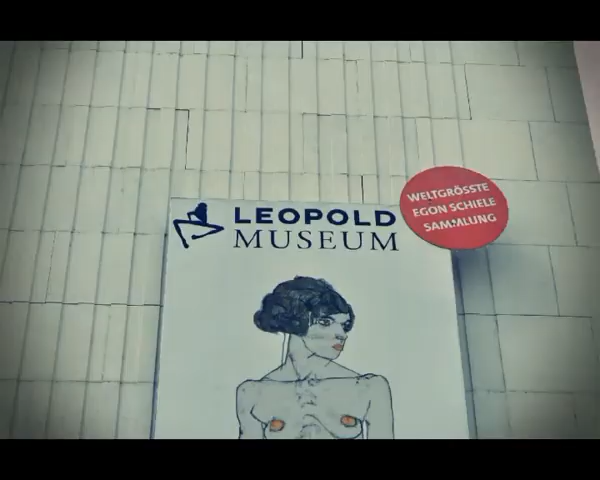 LEOPOLD
MUSEUM
WELTGRÖSSTE
EGON SCHIELE
SAMMLUNG